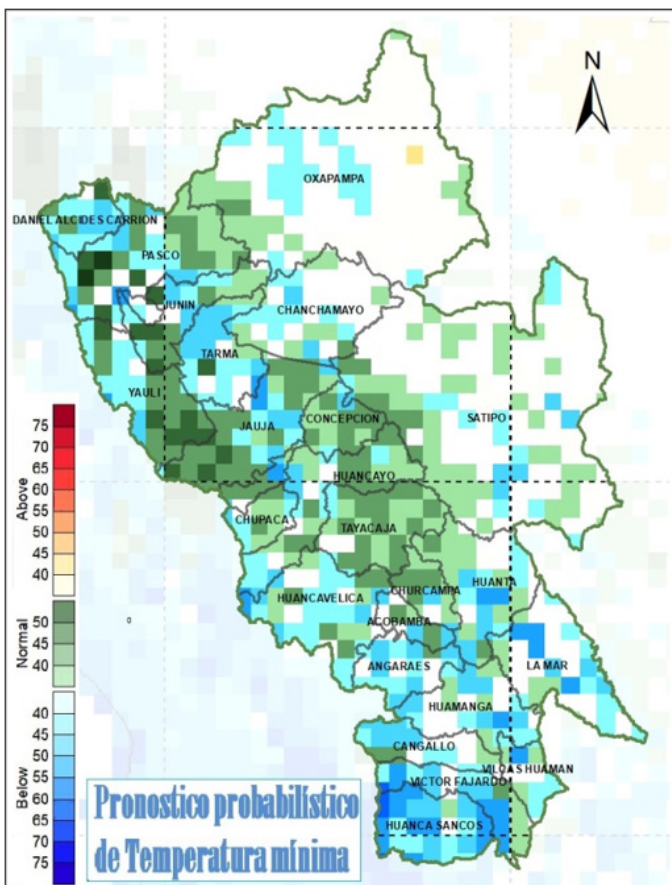 N
OXAPAMPA
DANIEL ALCIDES CARRION
PASCO
JUNIN
CHANCHAMAYO
TARMA
YAULI
JAUJA
CONCEPCION
SATIPO
HUANCAYO
CHUPACA
TAYACAJA
HUANTA
HUANCAVELICA
CHURCAMPA
ACOBAMBA
ANGARAES
LA MAR
HUAMANGA
CANGALLO
VILCAS HUAMAN
VICTOR FAJARDO
HUANCA SANCOS
Above
75
70
65
60
55
50
45
40
Normal
50
45
40
Below
40
45
50
55
60
65
70
75
Pronostico probabilístico
de Temperatura mínima